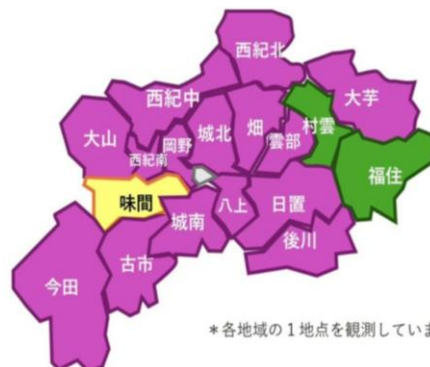 西紀北
西紀中
大芋
村雲
畑
城北
大山
岡野
雲部
西紀南
福住
味間
八上
日置
城南
後川
古市
今田
*各地域の1地点を観測していま